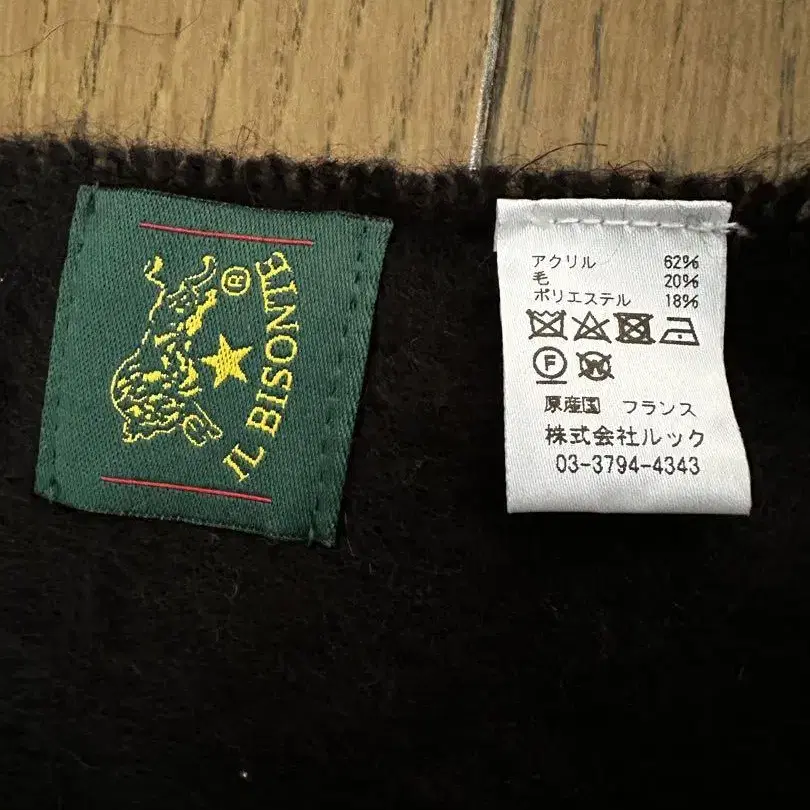 IL BISONTE
®
アクリル 62%
毛 20%
ポリエステル 18%
F
W
原産国 フランス
株式会社ルック
03-3794-4343